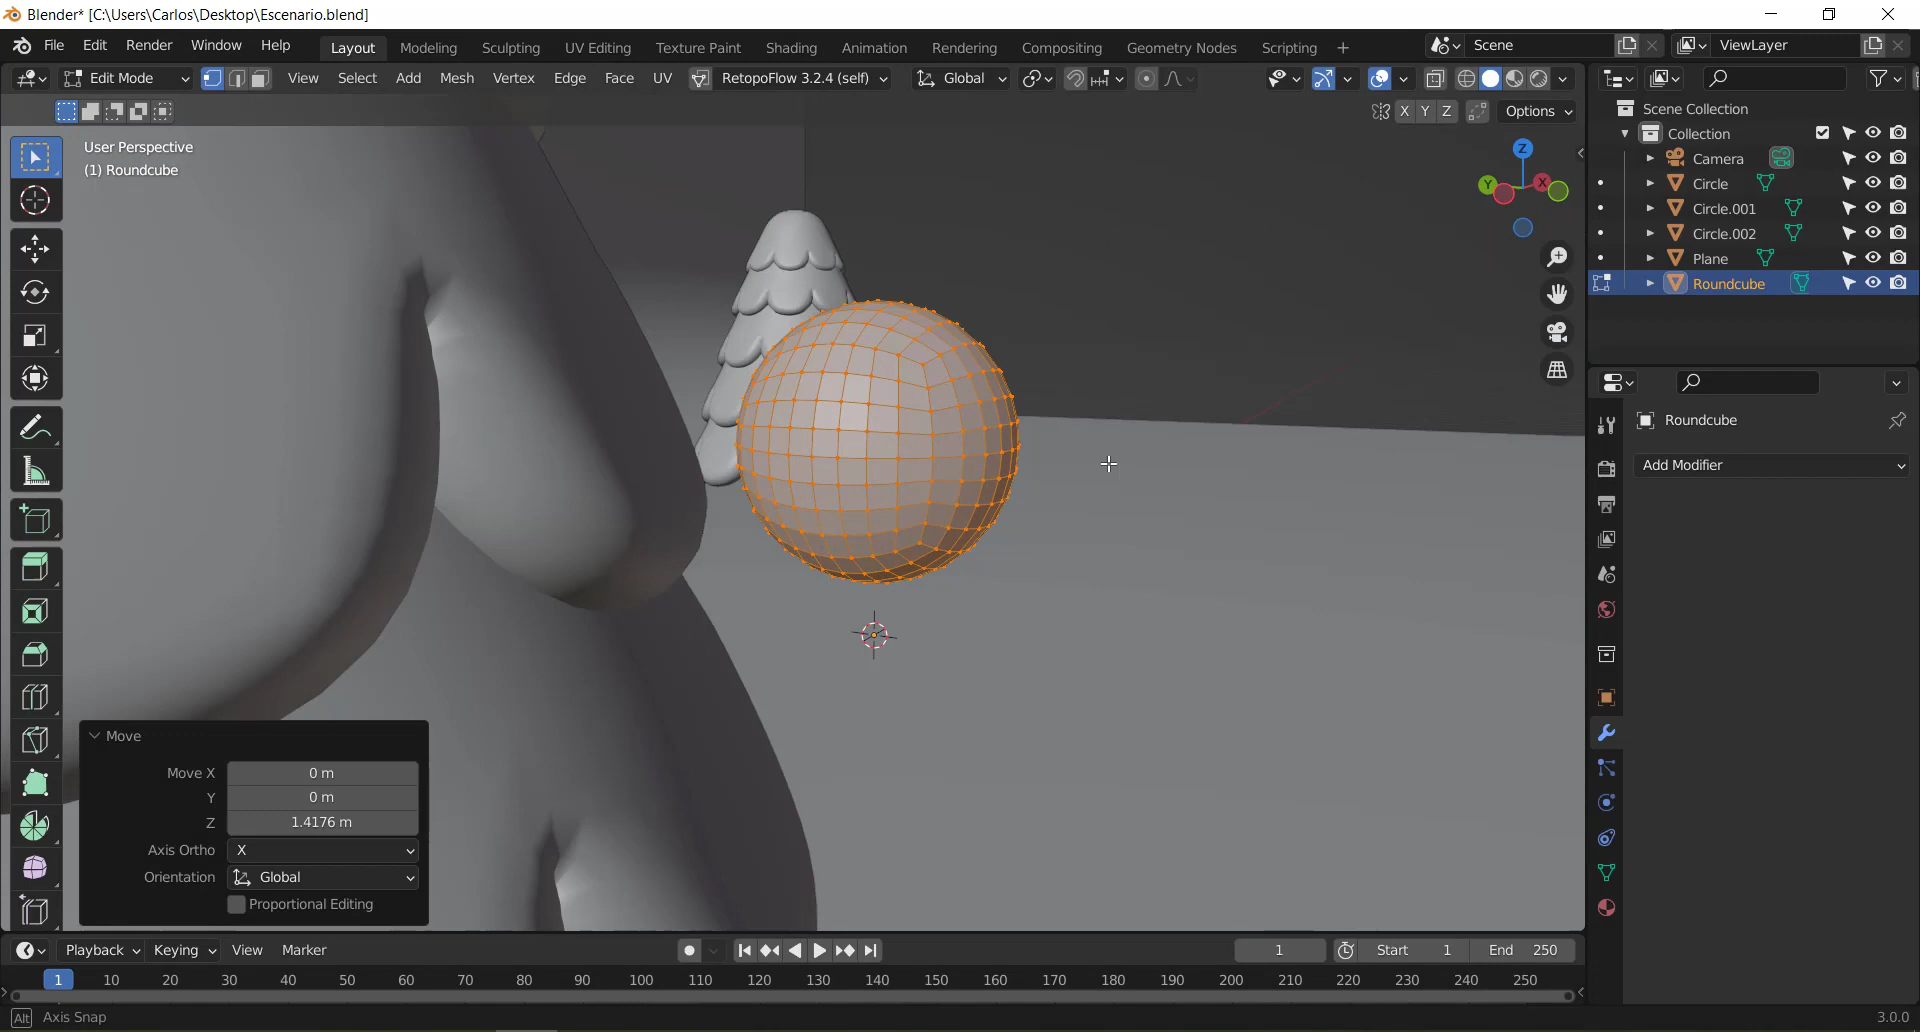 Blender* [C:\Users\Carlos\Desktop\Escenario.blend]
File Edit Render Window Help Layout Modeling Sculpting UV Editing Texture Paint Shading Animation Rendering Compositing Geometry Nodes Scripting + Scene ViewLayer
Edit Mode View Select Add Mesh Vertex Edge Face UV RetopoFlow 3.2.4 (self) Global
X Y Z Options
User Perspective
(1) Roundcube
Z
Y X
Scene Collection
Collection
Camera
Circle
Circle.001
Circle.002
Plane
Roundcube
Roundcube
Add Modifier
Move
Move X 0 m
Y 0 m
Z 1.4176 m
Axis Ortho X
Orientation Global
Proportional Editing
Playback Keying View Marker 1 Start 1 End 250
1 10 20 30 40 50 60 70 80 90 100 110 120 130 140 150 160 170 180 190 200 210 220 230 240 250
Alt Axis Snap 3.0.0